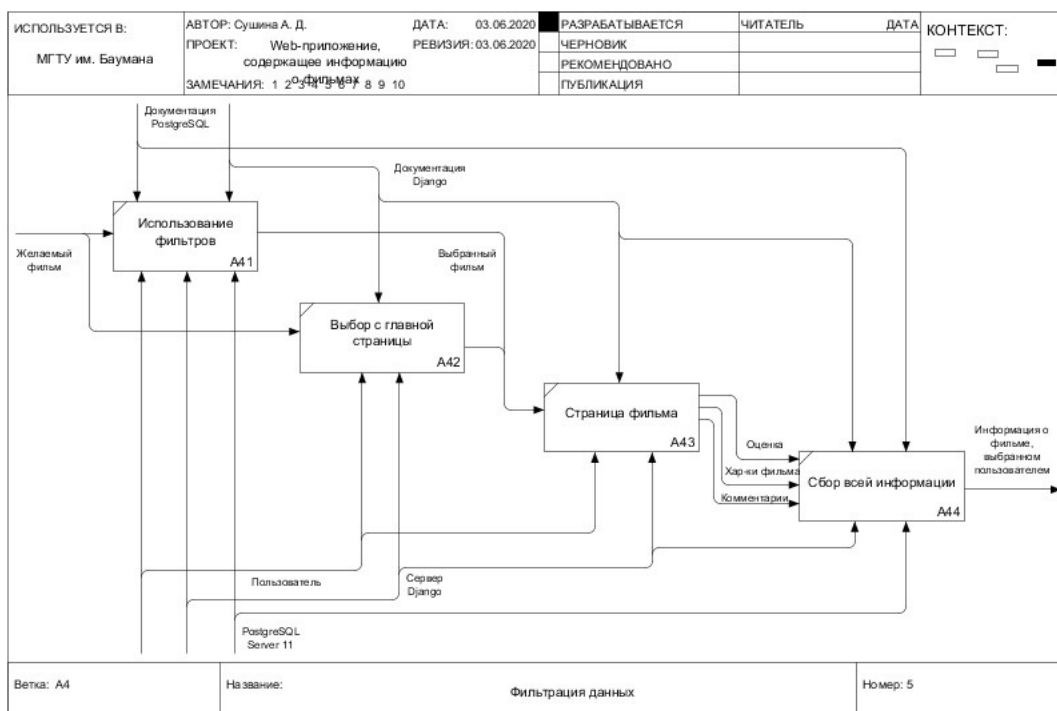 ИСПОЛЬЗУЕТСЯ В:
МГТУ им. Баумана
АВТОР: Сушина А. Д.
ДАТА: 03.06.2020
ПРОЕКТ: Web-приложение,
содержащее информацию
о фильмах
РЕВИЗИЯ: 03.06.2020
ЗАМЕЧАНИЯ: 1 2 3 4 5 6 7 8 9 10
РАЗРАБАТЫВАЕТСЯ
ЧЕРНОВИК
РЕКОМЕНДОВАНО
ПУБЛИКАЦИЯ
ЧИТАТЕЛЬ
ДАТА
КОНТЕКСТ:
Документация
PostgreSQL
Документация
Django
Использование
фильтров
A41
Желаемый
фильм
Выбранный
фильм
Выбор с главной
страницы
A42
Страница фильма
A43
Оценка
Хар-ки фильма
Комментарии
Информация о
фильме,
выбранном
пользователем
Сбор всей информации
A44
Пользователь
Сервер
Django
PostgreSQL
Server 11
Ветка: A4
Название:
Фильтрация данных
Номер: 5